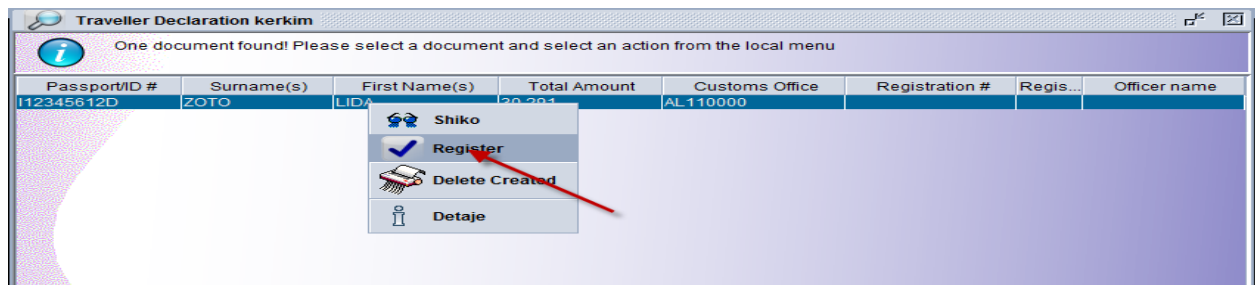 Traveller Declaration kerkim
One document found! Please select a document and select an action from the local menu
Passport/ID # Surname(s) First Name(s) Total Amount Customs Office Registration # Regis... Officer name
I12345612D ZOTO LIDA 30,291 AL110000
Shiko
Register
Delete Created
Detaje